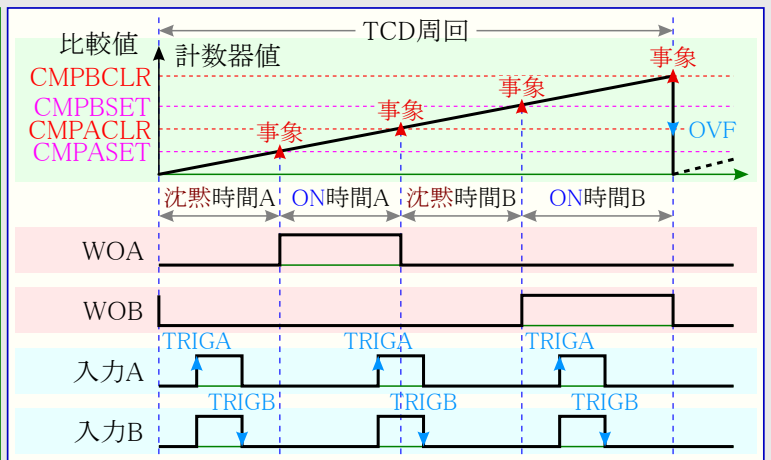 TCD周回
比較値
計数器値
CMPBCLR
CMPBSET
CMPACLR
CMPASET
事象
事象
事象
事象
OVF
沈黙時間A
ON時間A
沈黙時間B
ON時間B
WOA
WOB
TRIGA
TRIGA
TRIGA
入力A
TRIGB
TRIGB
TRIGB
入力B